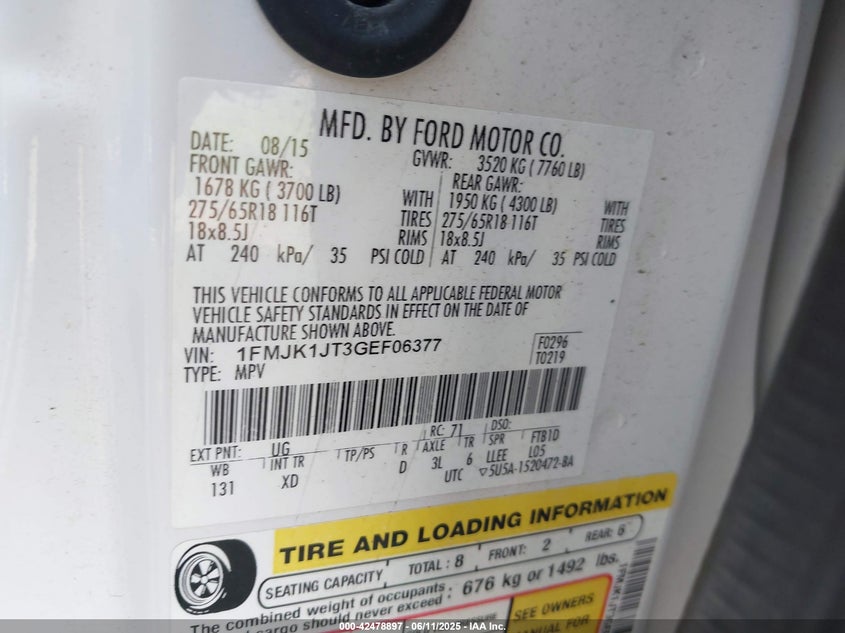 MFD. BY FORD MOTOR CO.
DATE: 08/15
GVWR: 3520 KG ( 7760 LB)
FRONT GAWR:
REAR GAWR:
1678 KG ( 3700 LB) WITH
1950 KG ( 4300 LB) WITH
275/65R18 116T TIRES
275/65R18 116T TIRES
18x8.5J RIMS
18x8.5J RIMS
AT 240 kPa/ 35 PSI COLD
AT 240 kPa/ 35 PSI COLD
THIS VEHICLE CONFORMS TO ALL APPLICABLE FEDERAL MOTOR
VEHICLE SAFETY STANDARDS IN EFFECT ON THE DATE OF
MANUFACTURE SHOWN ABOVE.
VIN: 1FMJK1JT3GEF06377
F0296
TYPE: MPV
T0219
EXT PNT: UG RC: 71 DSO:
WB INT TR TP/PS R AXLE TR SPR FTB1D
131 XD D 3L 6 LLEE L05
UTC ▽5U5A-1520472-BA
TIRE AND LOADING INFORMATION
SEATING CAPACITY TOTAL : 8 FRONT: 2 REAR: 6
The combined weight of occupants 676 kg or 1492 lbs.
cargo should never exceed:
SEE OWNERS
MANUAL FOR
000-42478897 - 06/11/2025 - IAA Inc.